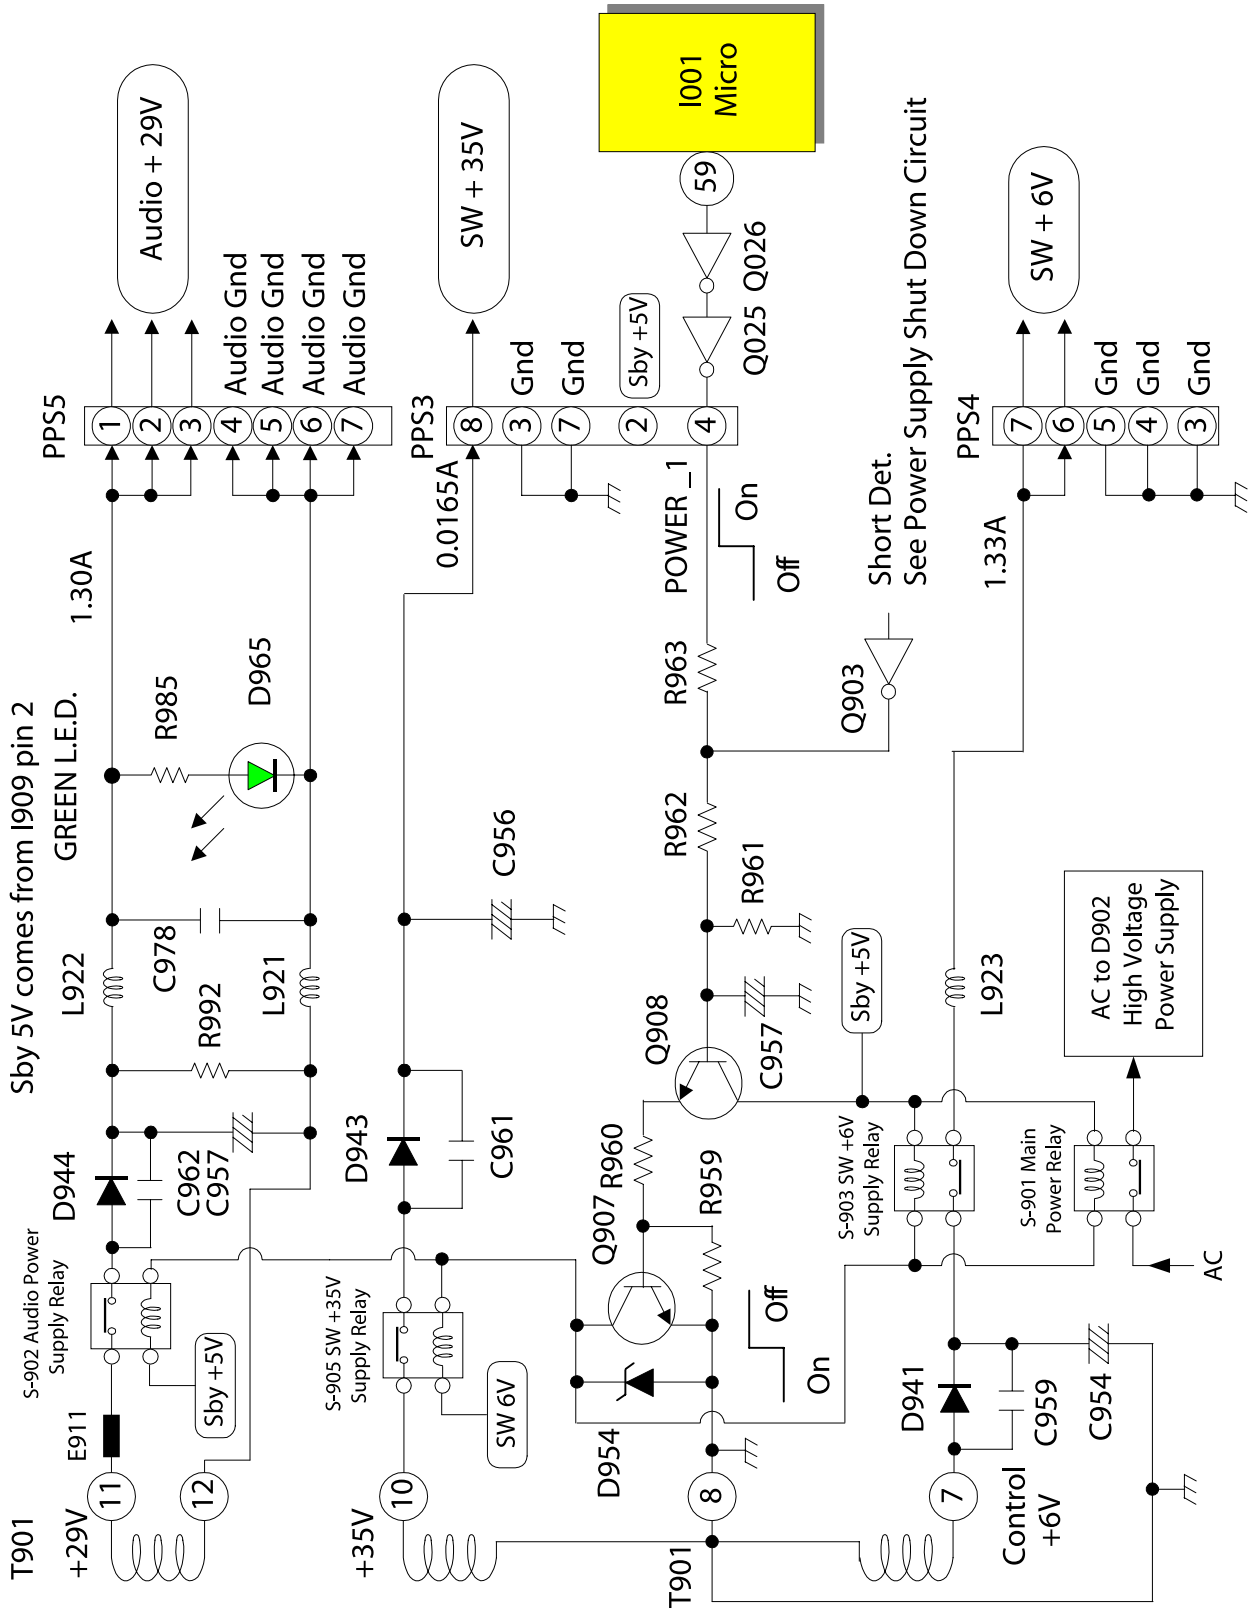 Sby 5V comes from I909 pin 2
GREEN L.E.D.
T901
+29V
11
12
E911
S-902 Audio Power
Supply Relay
Sby +5V
D944
C962
C957
R992
L922
L921
C978
R985
D965
1.30A
PPS5
1
2
3
4
5
6
7
Audio Gnd
Audio Gnd
Audio Gnd
Audio Gnd
Audio + 29V
+35V
10
S-905 SW +35V
Supply Relay
SW 6V
D943
C961
C956
0.0165A
PPS3
8
3
7
2
4
Gnd
Gnd
Sby +5V
SW + 35V
T901
8
D954
Q907
R960
R959
On
Off
Q908
C957
R961
R962
R963
POWER _1
Off
On
Q025
Q026
59
I001
Micro
Q903
Short Det.
See Power Supply Shut Down Circuit
Sby +5V
S-903 SW +6V
Supply Relay
S-901 Main
Power Relay
AC
AC to D902
High Voltage
Power Supply
Control
+6V
7
D941
C959
C954
L923
1.33A
PPS4
7
6
5
4
3
Gnd
Gnd
Gnd
SW + 6V